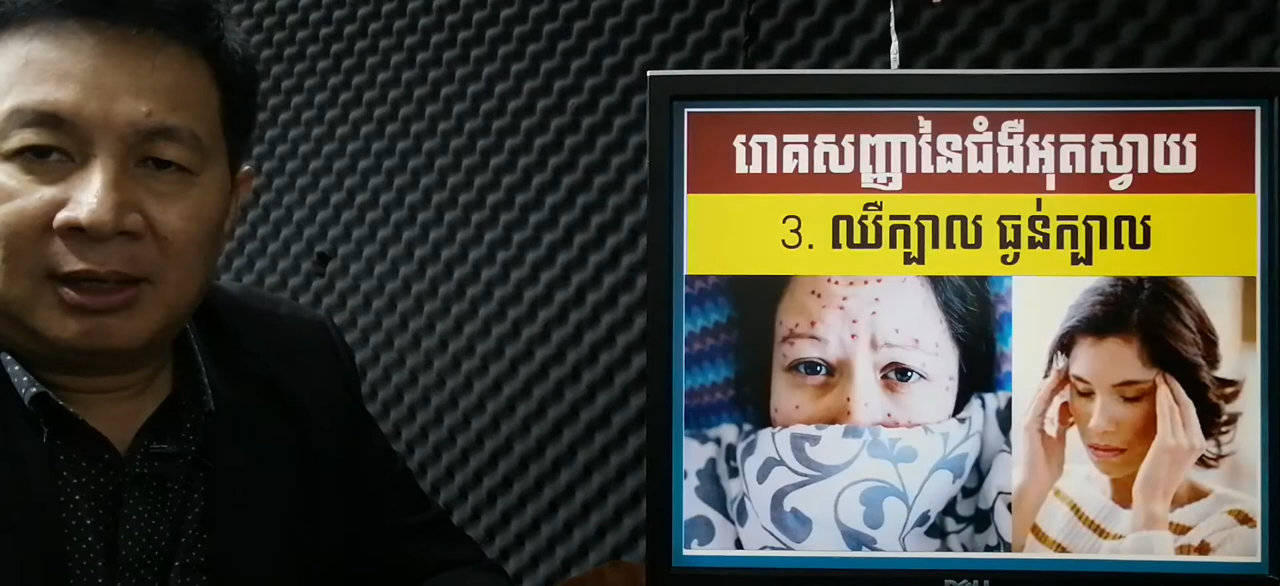 រោគសញ្ញានៃជំងឺអុតស្វាយ
3. ឈឺក្បាល ធ្ងន់ក្បាល